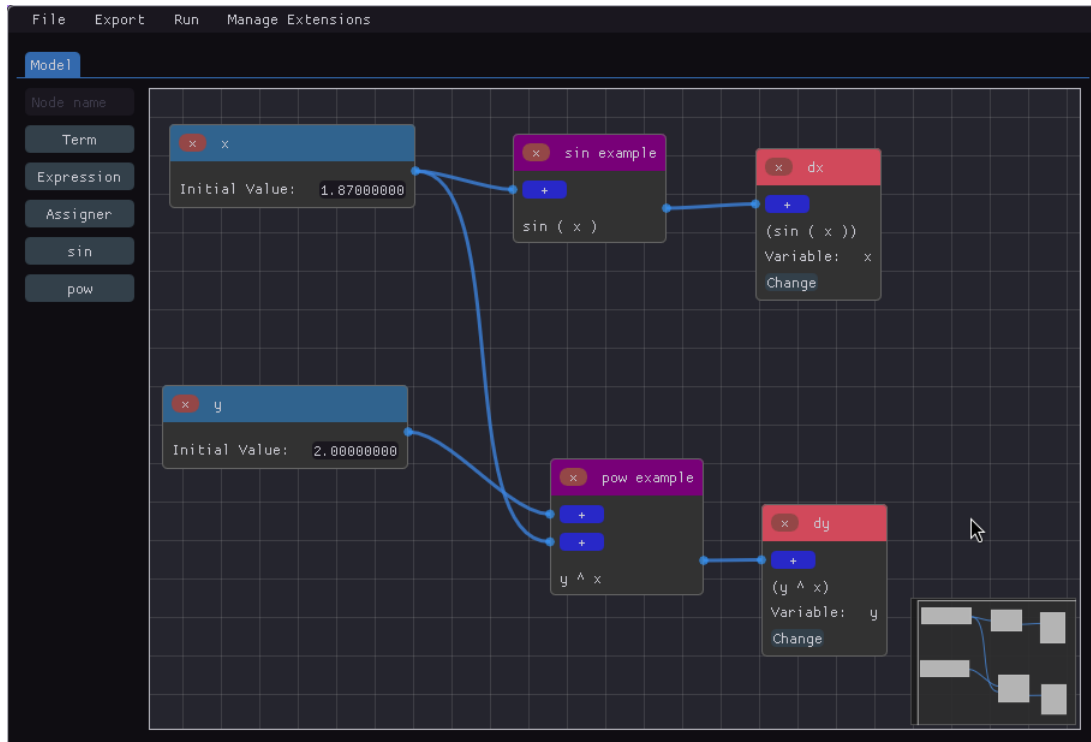 File Export Run Manage Extensions
Model
Node name
Term
Expression
Assigner
sin
pow
x x
Initial Value: 1.87000000
x sin example
+
sin ( x )
x dx
+
(sin ( x ))
Variable: x
Change
x y
Initial Value: 2.00000000
x pow example
+
+
y ^ x
x dy
+
(y ^ x)
Variable: y
Change